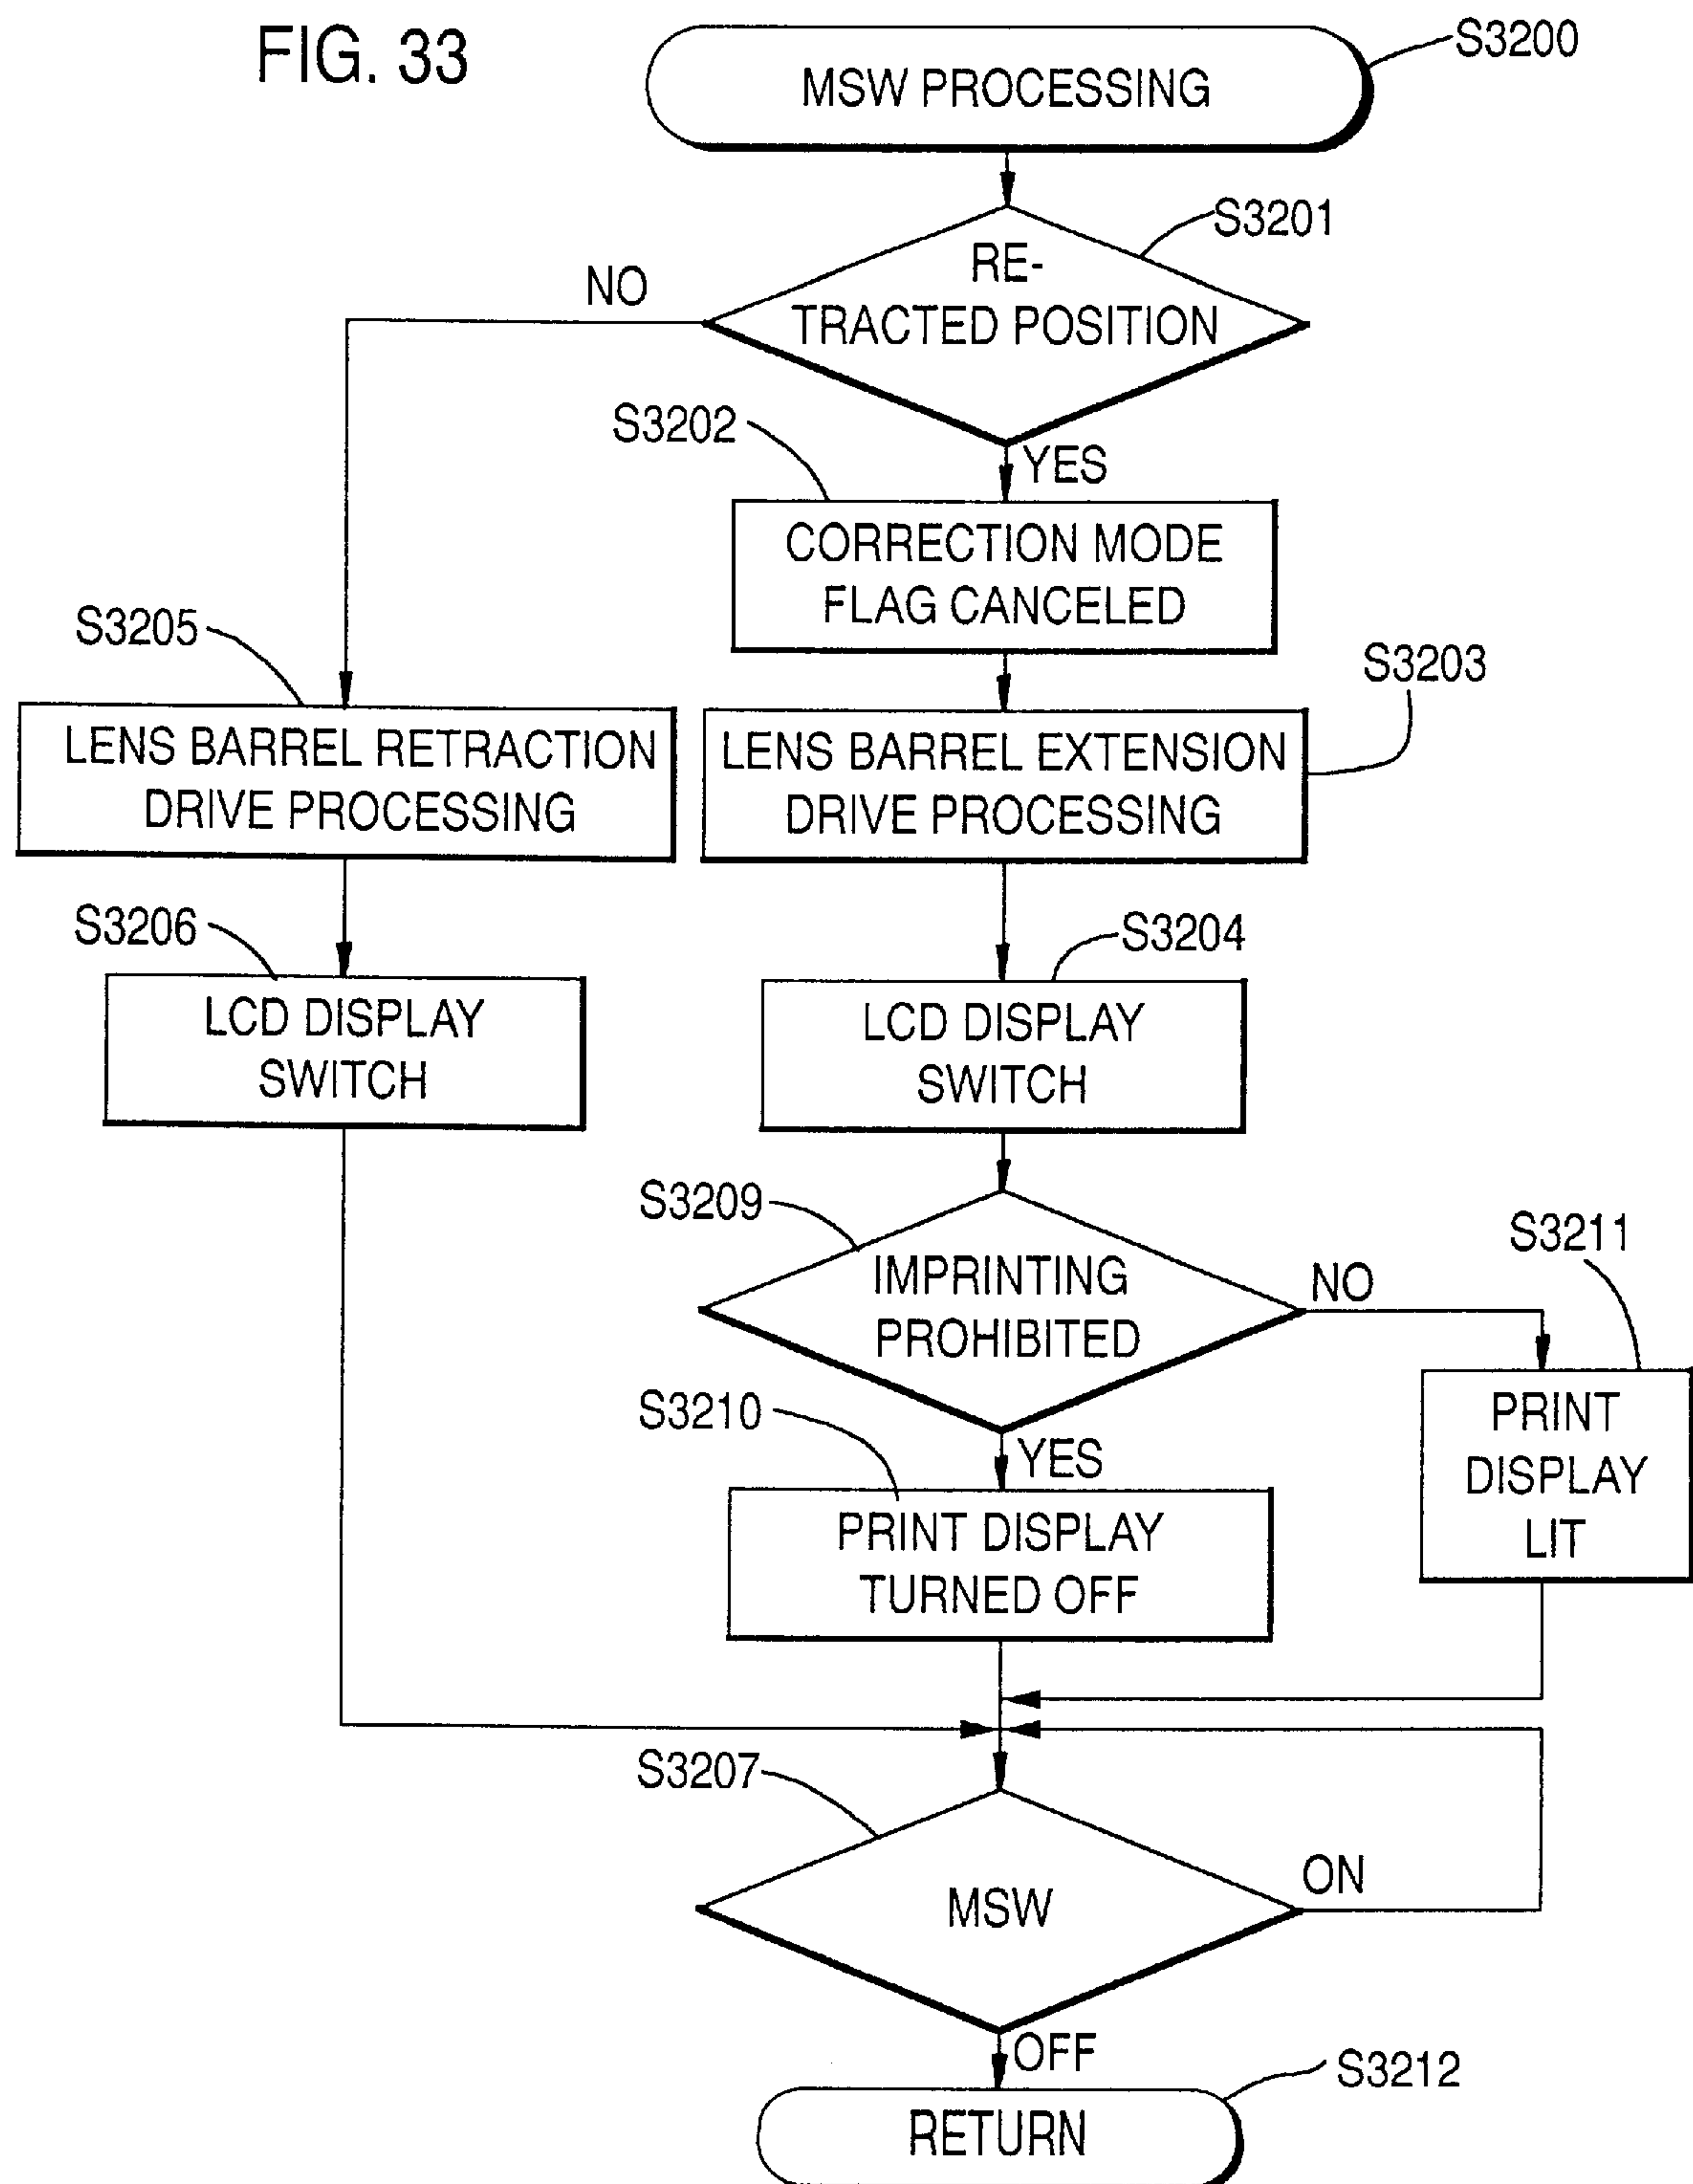 FIG. 33
S3200
MSW PROCESSING
S3201
RE-
TRACTED POSITION
NO
S3202
YES
CORRECTION MODE
FLAG CANCELED
S3205
S3203
LENS BARREL RETRACTION
DRIVE PROCESSING
LENS BARREL EXTENSION
DRIVE PROCESSING
S3206
S3204
LCD DISPLAY
SWITCH
LCD DISPLAY
SWITCH
S3209
S3211
IMPRINTING
PROHIBITED
NO
S3210
YES
PRINT
DISPLAY
LIT
PRINT DISPLAY
TURNED OFF
S3207
MSW
ON
OFF
S3212
RETURN